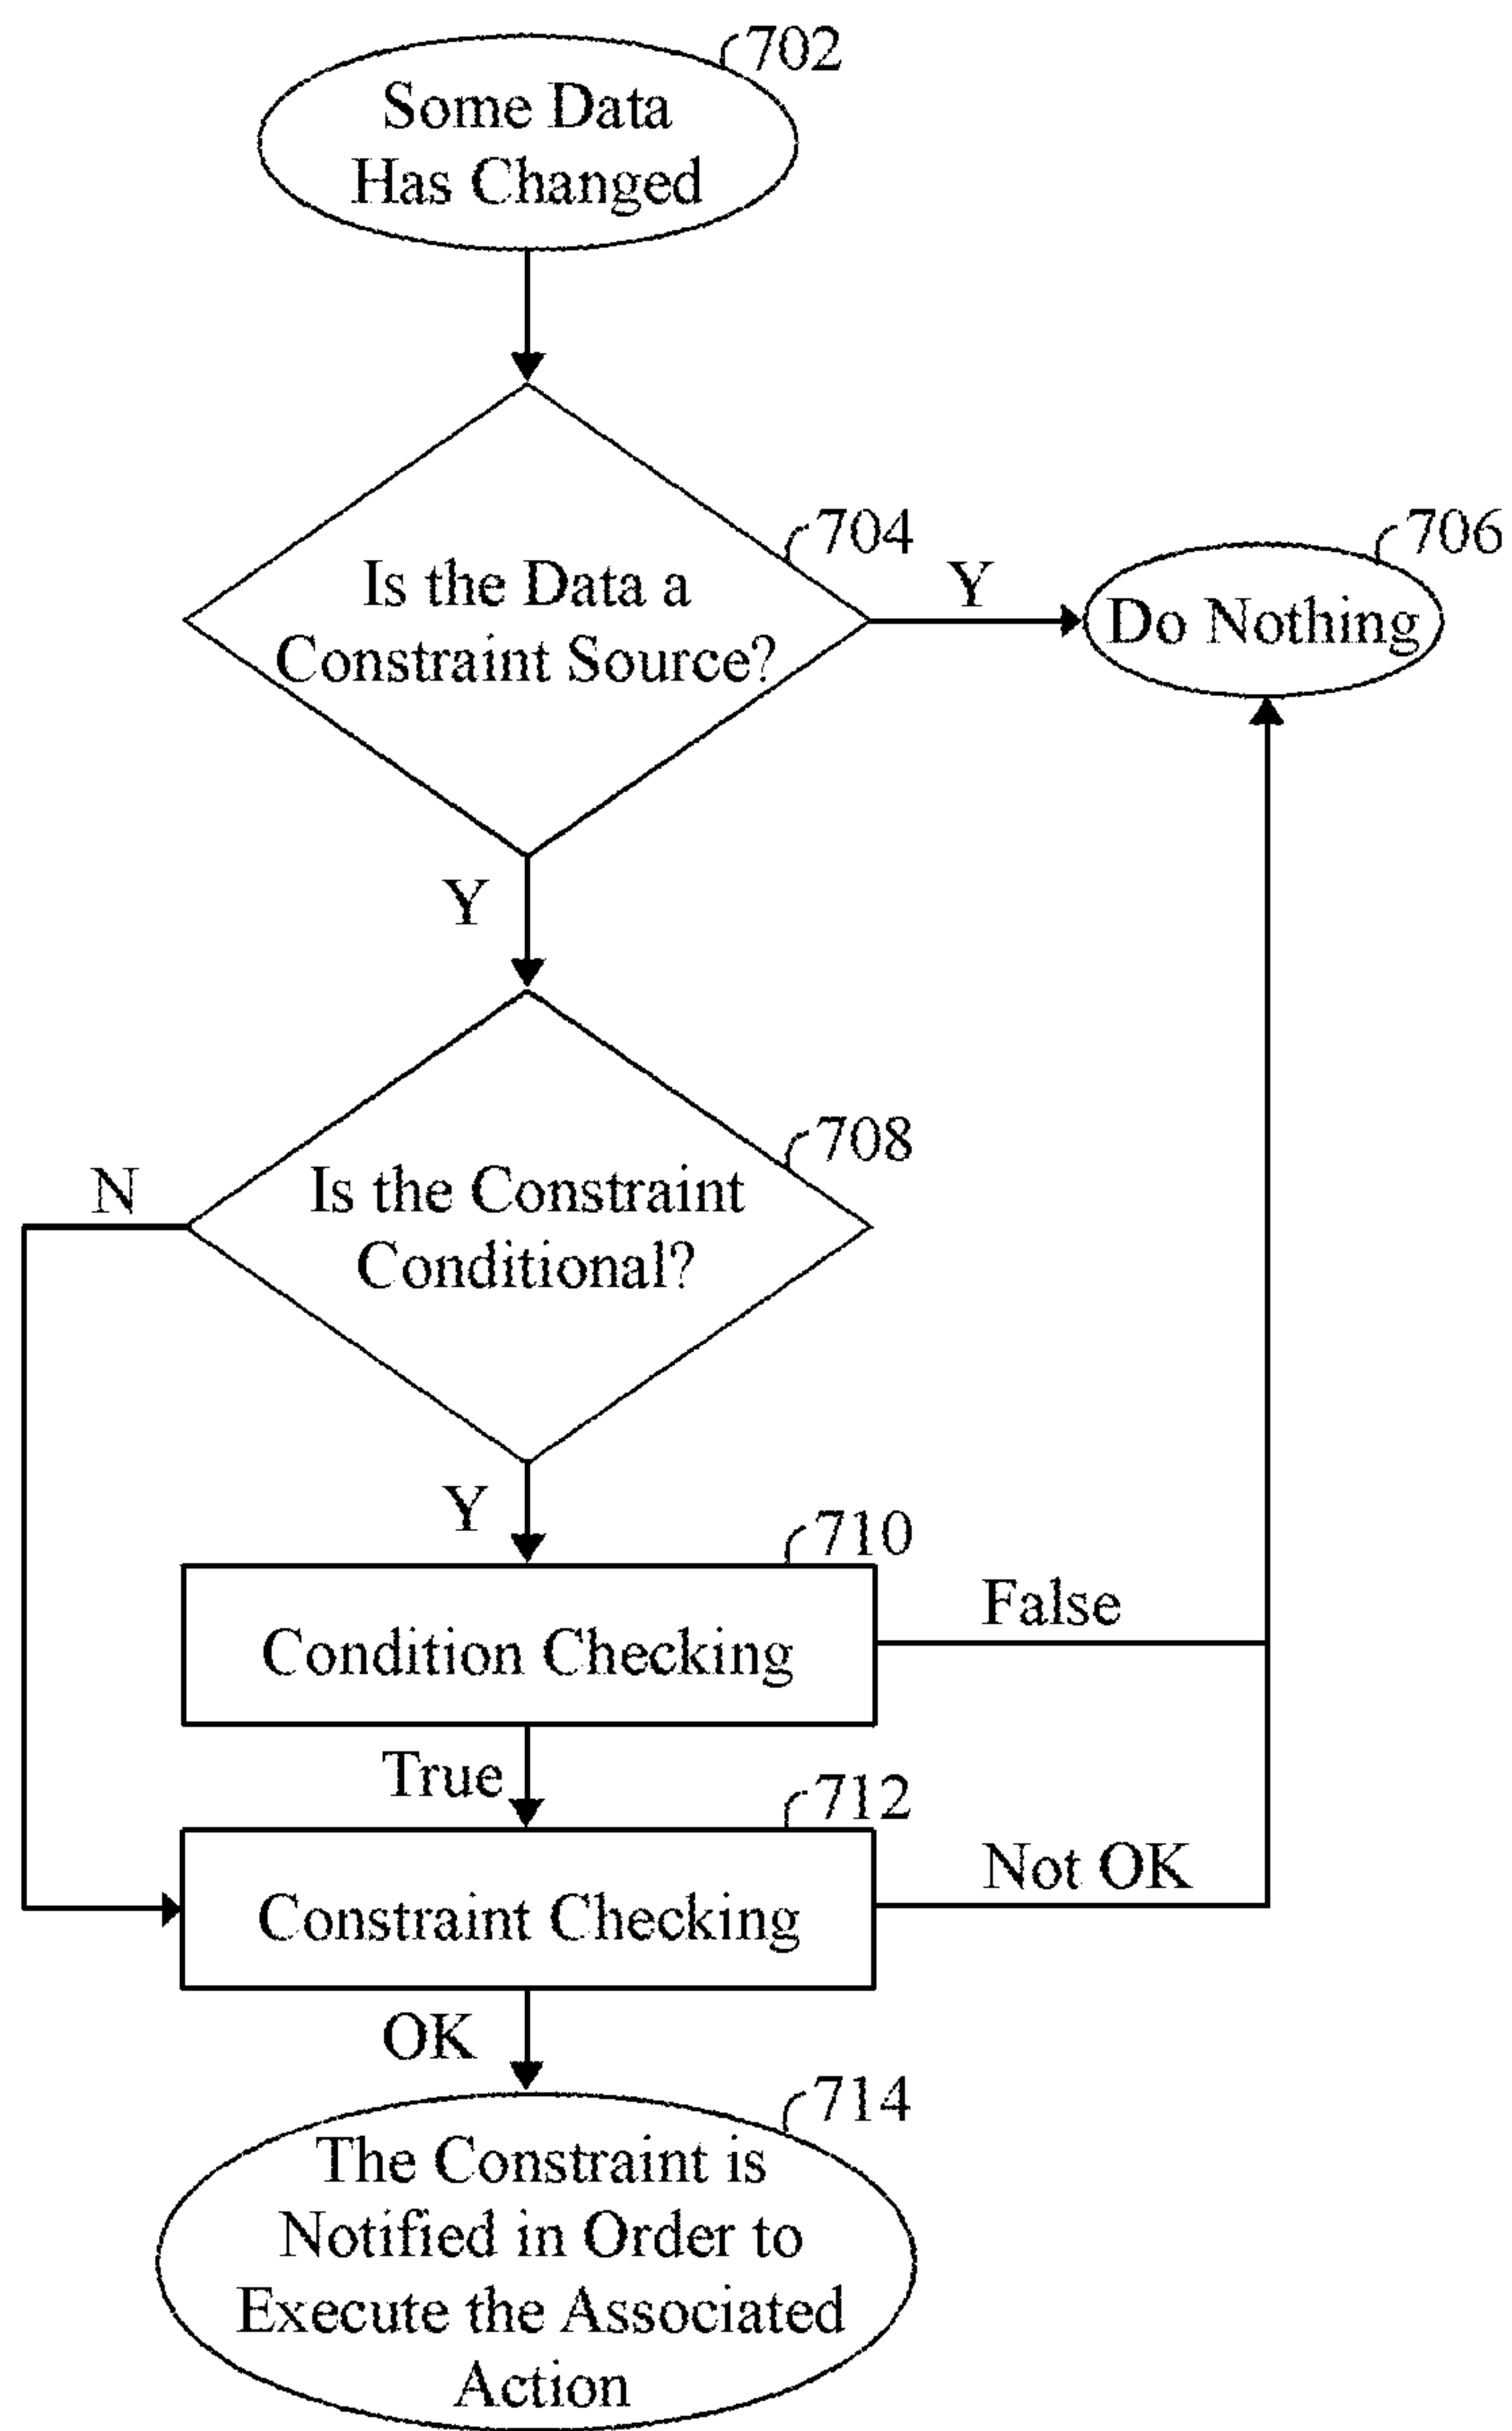 702
Some Data
Has Changed
704
Is the Data a
Constraint Source?
Y
706
Do Nothing
Y
708
Is the Constraint
Conditional?
N
Y
710
Condition Checking
False
True
712
Constraint Checking
Not OK
OK
714
The Constraint is
Notified in Order to
Execute the Associated
Action